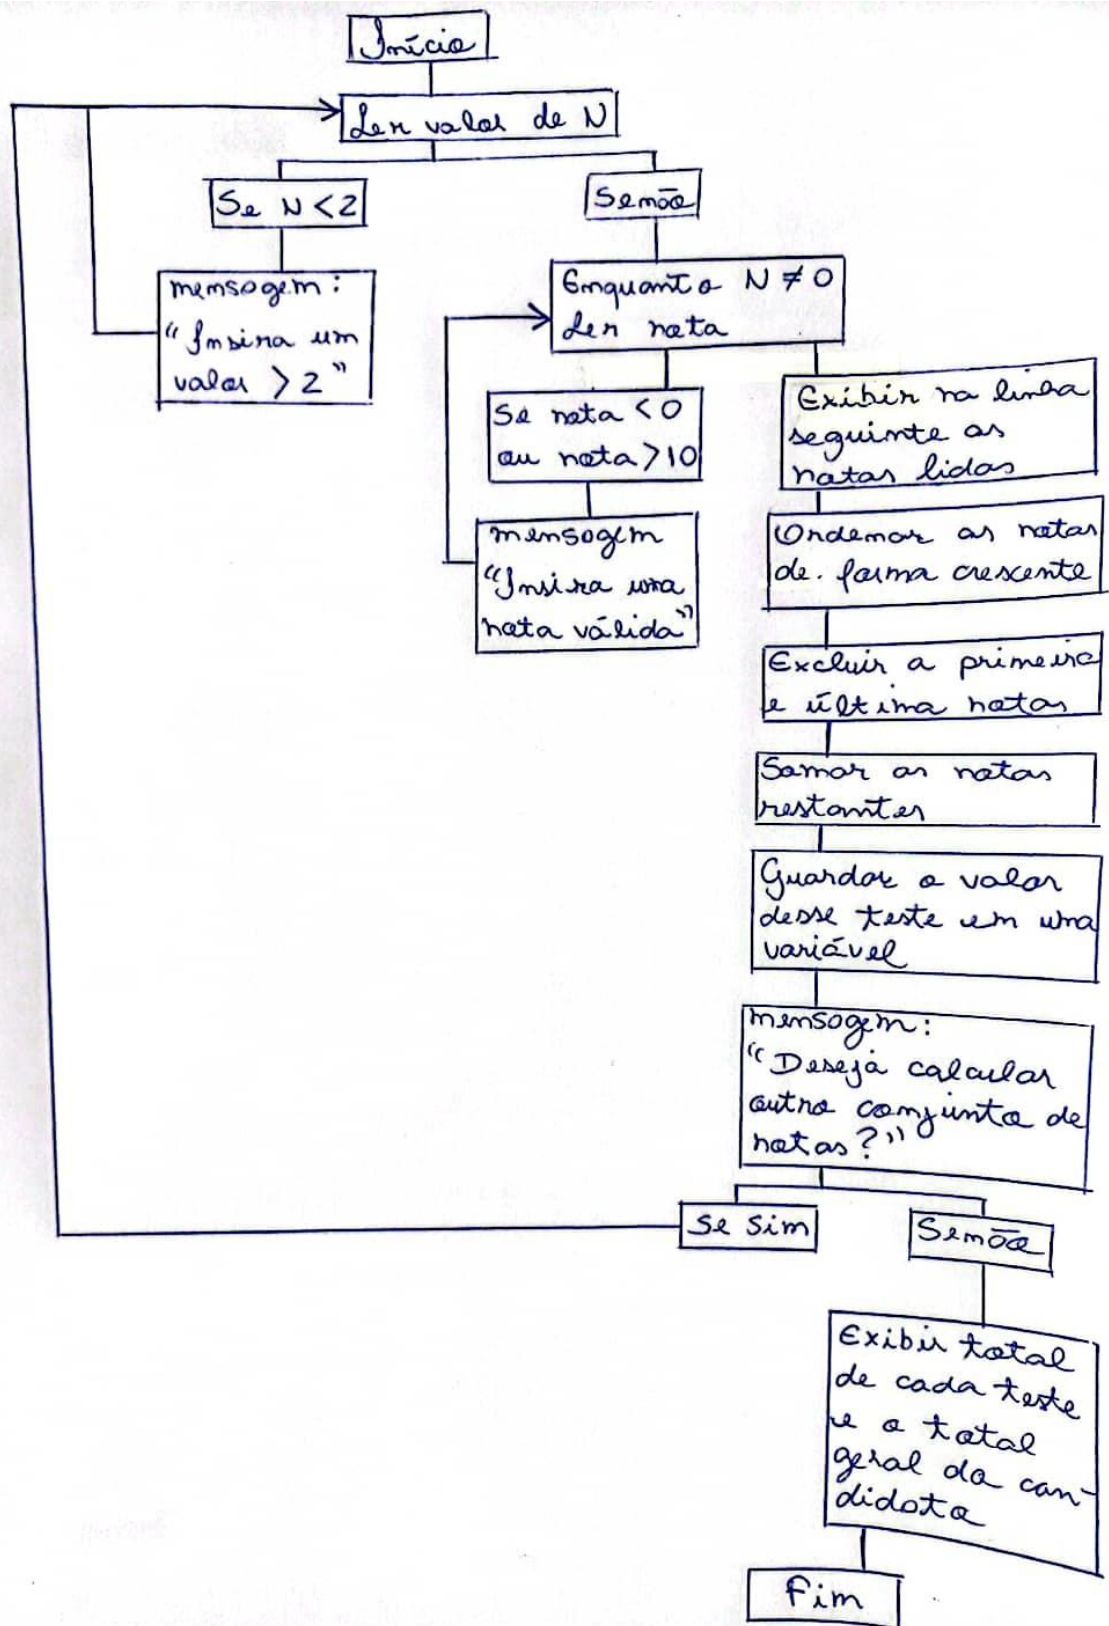 Início
Ler valor de N
Se N < 2
Senão
mensagem:
"Insira um
valor > 2"
Enquanto N ≠ 0
Ler nota
Se nota < 0
ou nota > 10
mensagem
"Insira uma
nota válida"
Exibir na linha
seguinte as
notas lidas
Ordenar as notas
de. forma crescente
Excluir a primeira
e última notas
Somar as notas
restantes
Guardar o valor
desse teste em uma
variável
mensagem:
"Deseja calcular
outro conjunto de
notas?"
Se Sim
Senão
Exibir total
de cada teste
e o total
geral do can-
didato
Fim